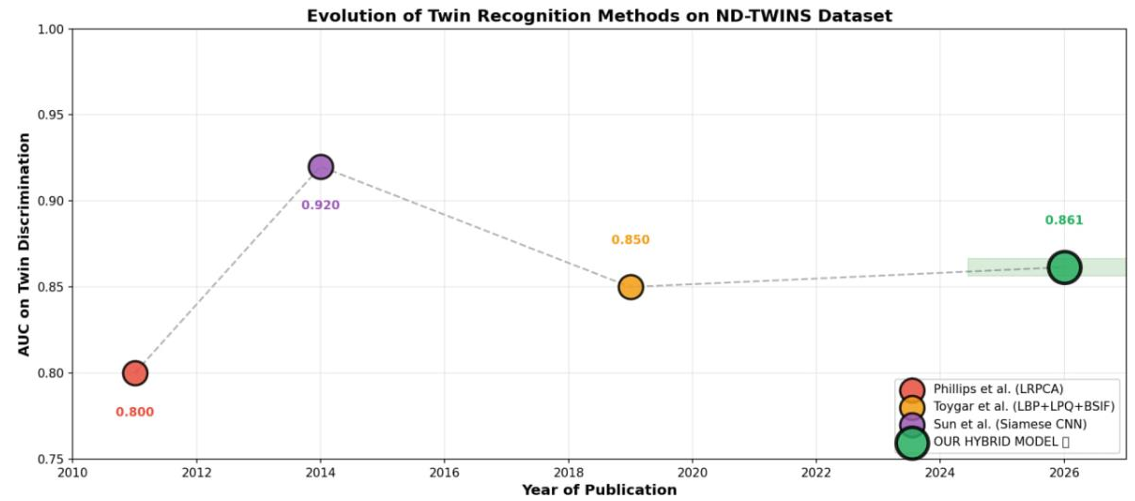 Evolution of Twin Recognition Methods on ND-TWINS Dataset
AUC on Twin Discrimination
1.00
0.95
0.90
0.85
0.80
0.75
0.800
0.920
0.850
0.861
Phillips et al. (LRPCA)
Toygar et al. (LBP+LPQ+BSIF)
Sun et al. (Siamese CNN)
OUR HYBRID MODEL
2010 2012 2014 2016 2018 2020 2022 2024 2026
Year of Publication